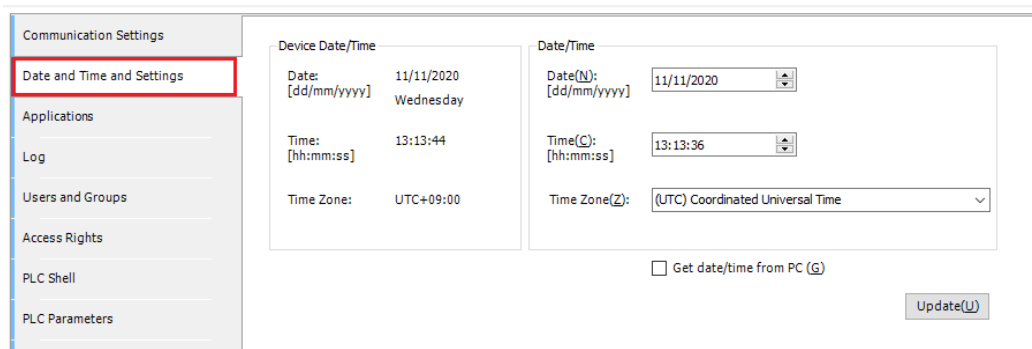 Communication Settings
Date and Time and Settings
Applications
Log
Users and Groups
Access Rights
PLC Shell
PLC Parameters
Device Date/Time
Date:
[dd/mm/yyyy]
11/11/2020
Wednesday
Time:
[hh:mm:ss]
13:13:44
Time Zone:
UTC+09:00
Date/Time
Date(N):
[dd/mm/yyyy]
11/11/2020
Time(C):
[hh:mm:ss]
13:13:36
Time Zone(Z):
(UTC) Coordinated Universal Time
Get date/time from PC (G)
Update(U)